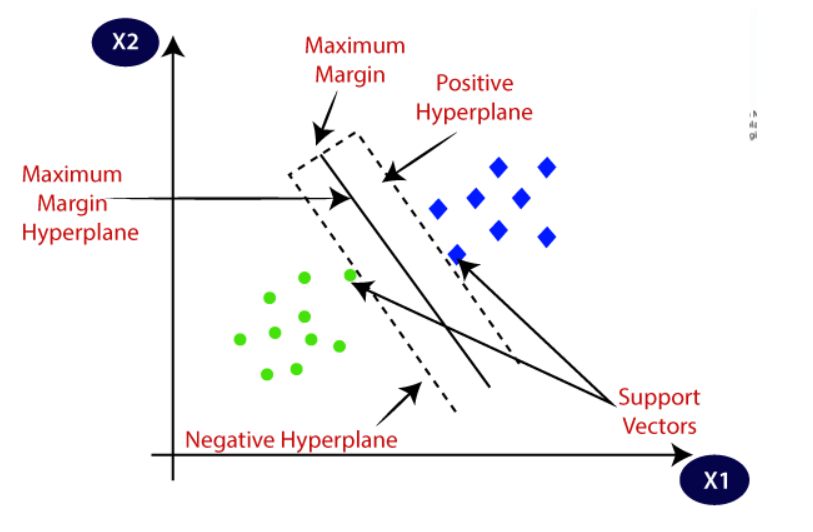 X2
Maximum
Margin
Positive
Hyperplane
Maximum
Margin
Hyperplane
Support
Vectors
Negative Hyperplane
X1